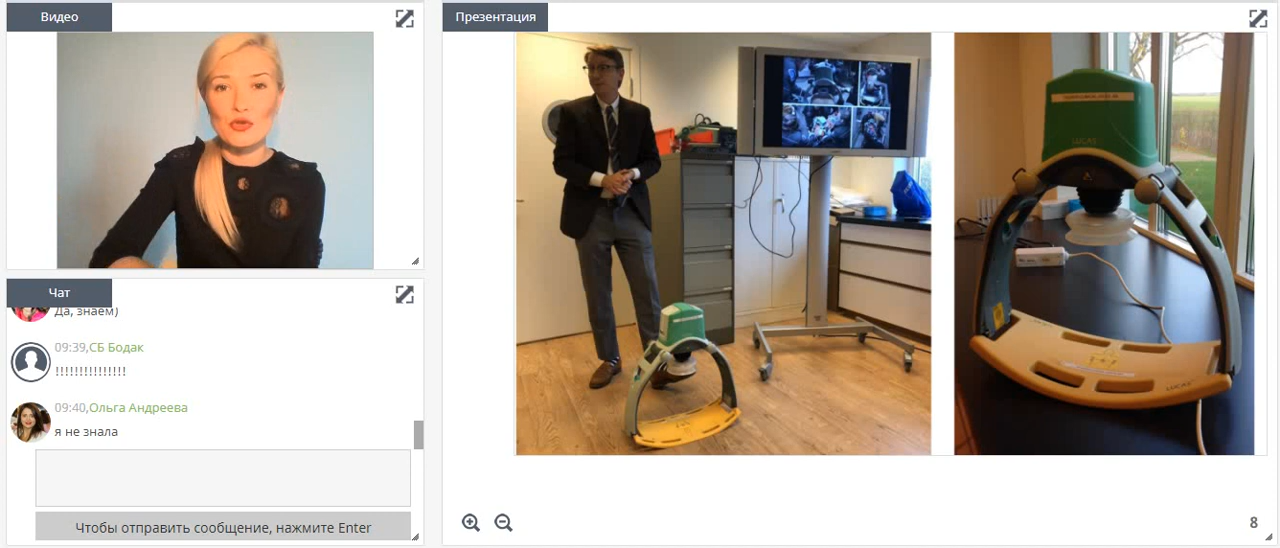 Видео
Чат
Да, знаем)
09:39,СБ Бодак
!!!!!!!!!!!!!!!
09:40,Ольга Андреева
я не знала
Чтобы отправить сообщение, нажмите Enter
Презентация
LUCAS
LUCAS
8